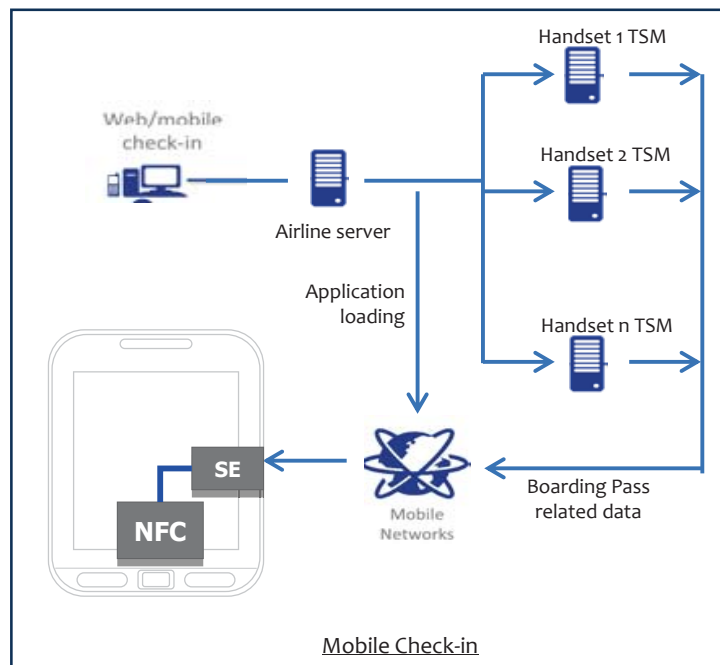 Handset 1 TSM
Web/mobile
check-in
Handset 2 TSM
Airline server
Application
loading
Handset n TSM
SE
NFC
Mobile
Networks
Boarding Pass
related data
Mobile Check-in